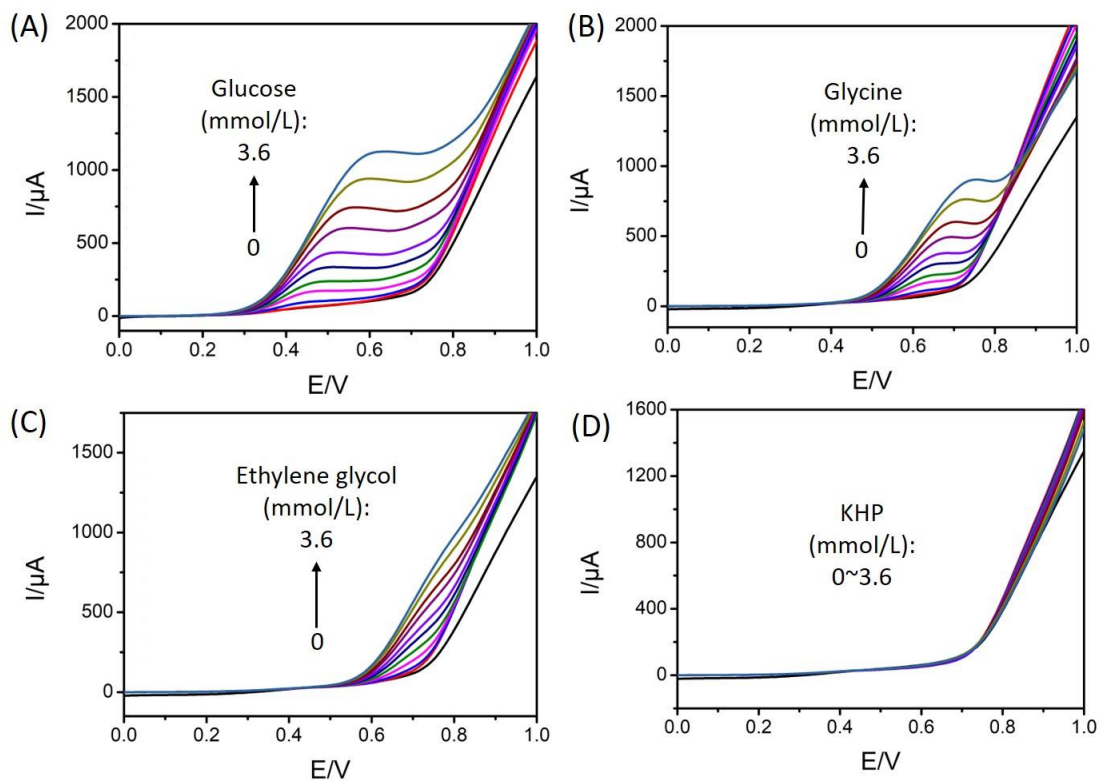 (A)
2000
1500
1000
500
0
I/μA
Glucose
(mmol/L):
3.6
0
0.0 0.2 0.4 0.6 0.8 1.0
E/V
(B)
2000
1500
1000
500
0
I/μA
Glycine
(mmol/L):
3.6
0
0.0 0.2 0.4 0.6 0.8 1.0
E/V
(C)
1500
1000
500
0
I/μA
Ethylene glycol
(mmol/L):
3.6
0
0.0 0.2 0.4 0.6 0.8 1.0
E/V
(D)
1600
1200
800
400
0
I/μA
KHP
(mmol/L):
0~3.6
0.0 0.2 0.4 0.6 0.8 1.0
E/V